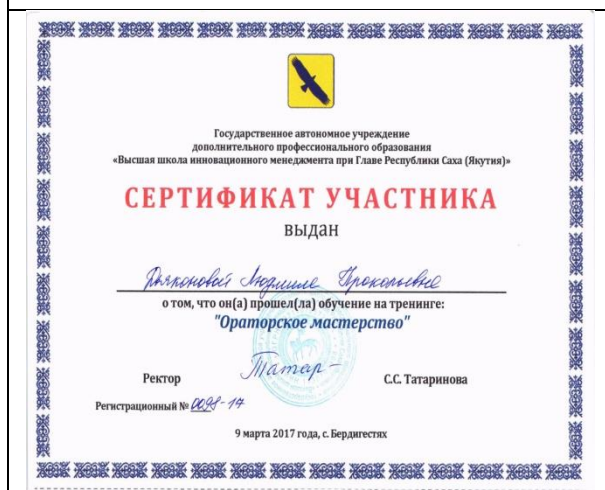 Государственное автономное учреждение
дополнительного профессионального образования
«Высшая школа инновационного менеджмента при Главе Республики Саха (Якутия)»
СЕРТИФИКАТ УЧАСТНИКА
выдан
Дьяконовой Людмиле Прокопьевне
о том, что он(а) прошел(ла) обучение на тренинге:
"Ораторское мастерство"
Ректор Татар- С.С. Татаринова
Регистрационный № 0098-17
9 марта 2017 года, с. Бердигестях